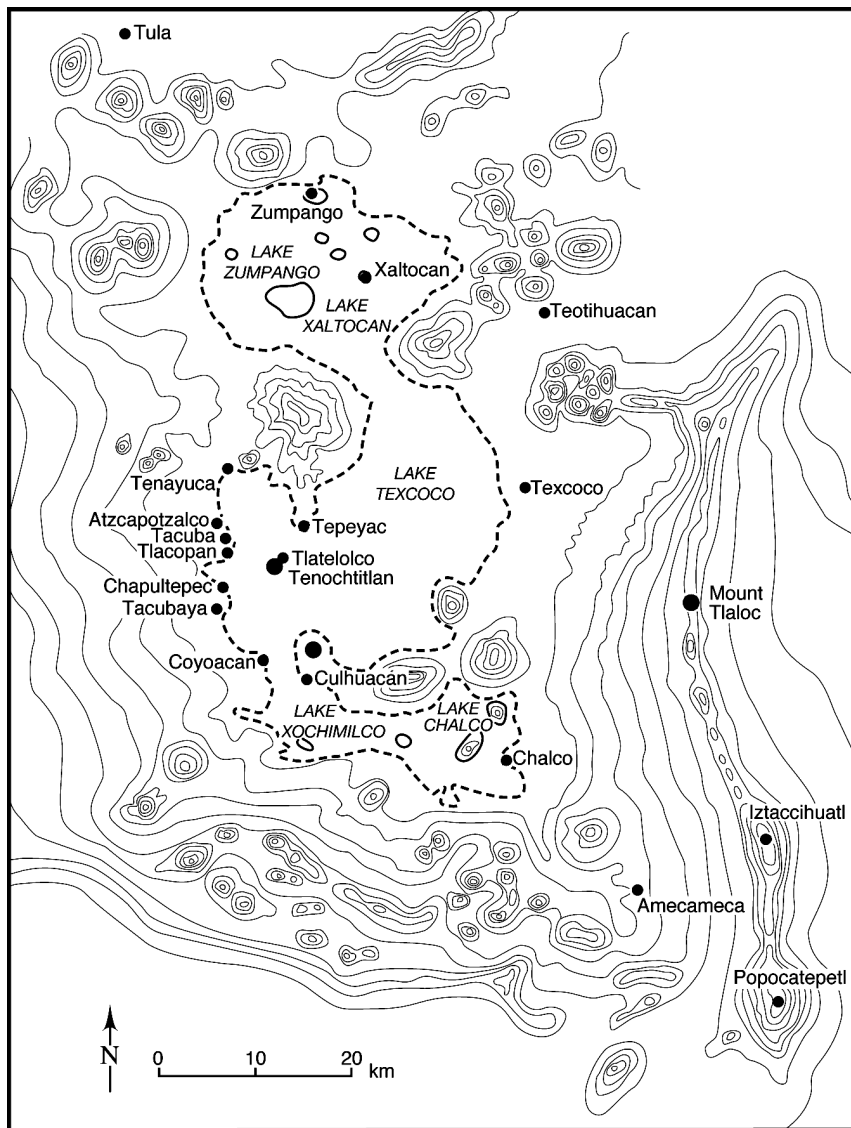 Tula
Zumpango
LAKE
ZUMPANGO
Xaltocan
LAKE
XALTOCAN
Teotihuacan
LAKE
TEXCOCO
Tenayuca
Texcoco
Atzcapotzalco
Tacuba
Tlacopan
Tepeyac
Tlatelolco
Tenochtitlan
Chapultepec
Tacubaya
Mount
Tlaloc
Coyoacan
Culhuacán
LAKE
XOCHIMILCO
LAKE
CHALCO
Chalco
Iztaccihuatl
Amecameca
Popocatepetl
N
0 10 20
km